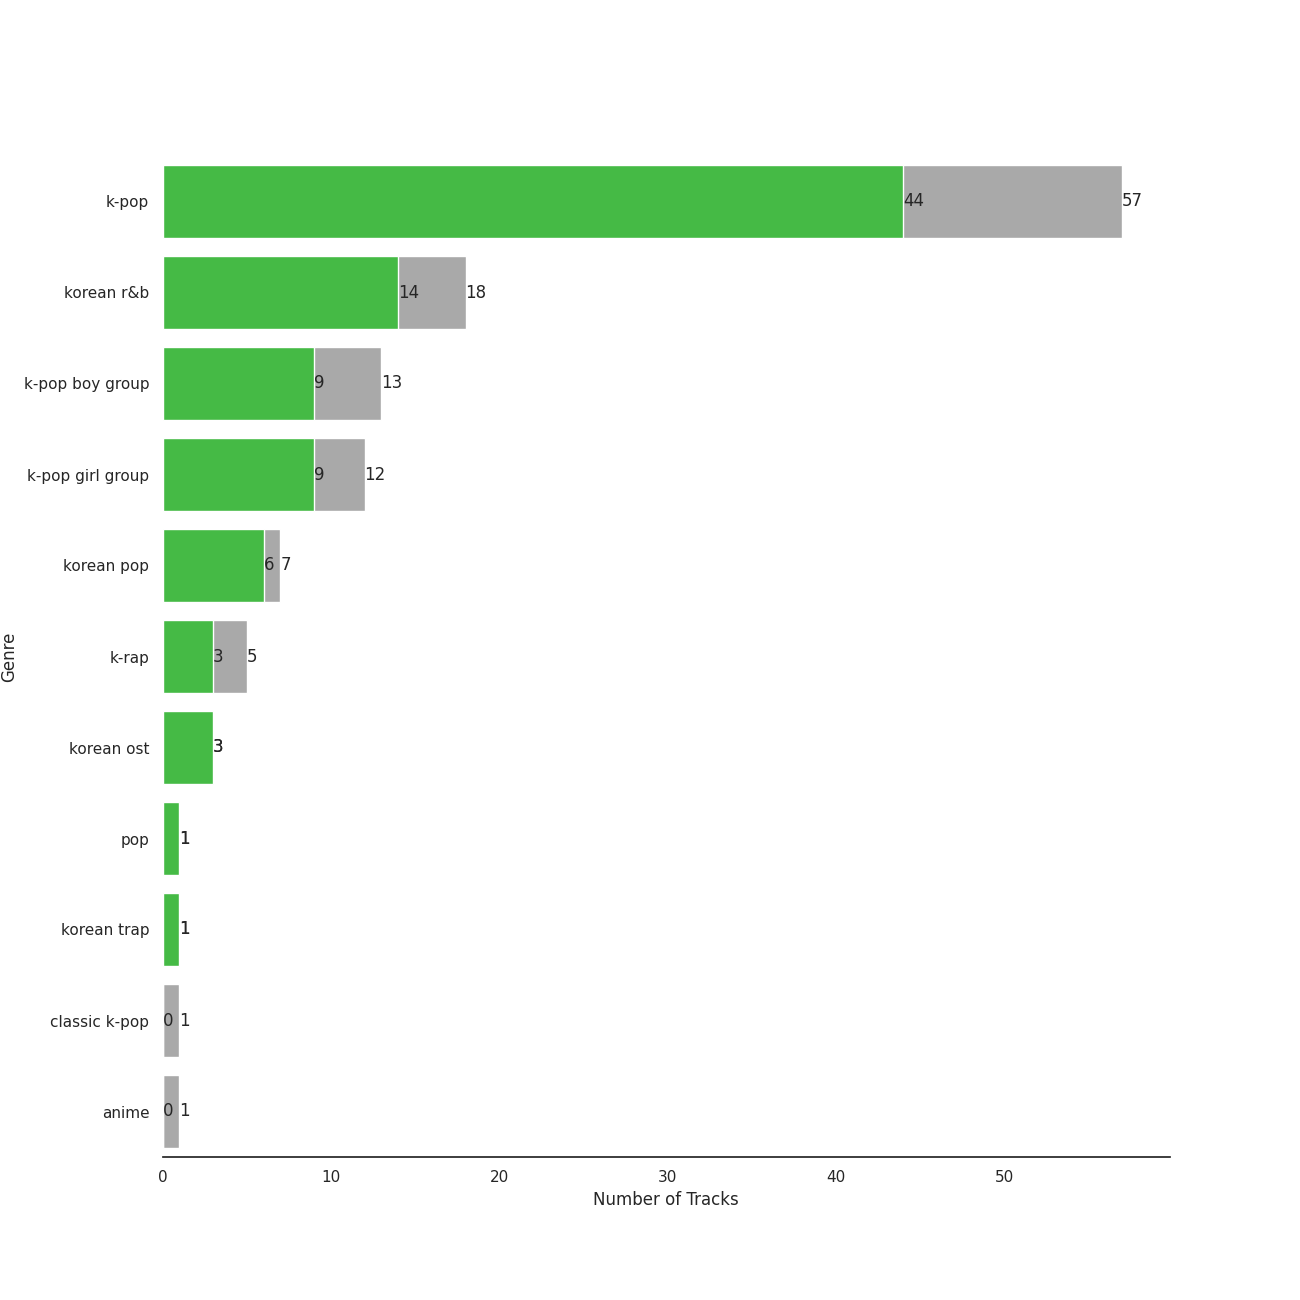 k-pop 44 57
korean r&b 14 18
k-pop boy group 9 13
k-pop girl group 9 12
korean pop 6 7
k-rap 3 5
korean ost 3
pop 1
korean trap 1
classic k-pop 0 1
anime 0 1
Genre
0 10 20 30 40 50
Number of Tracks